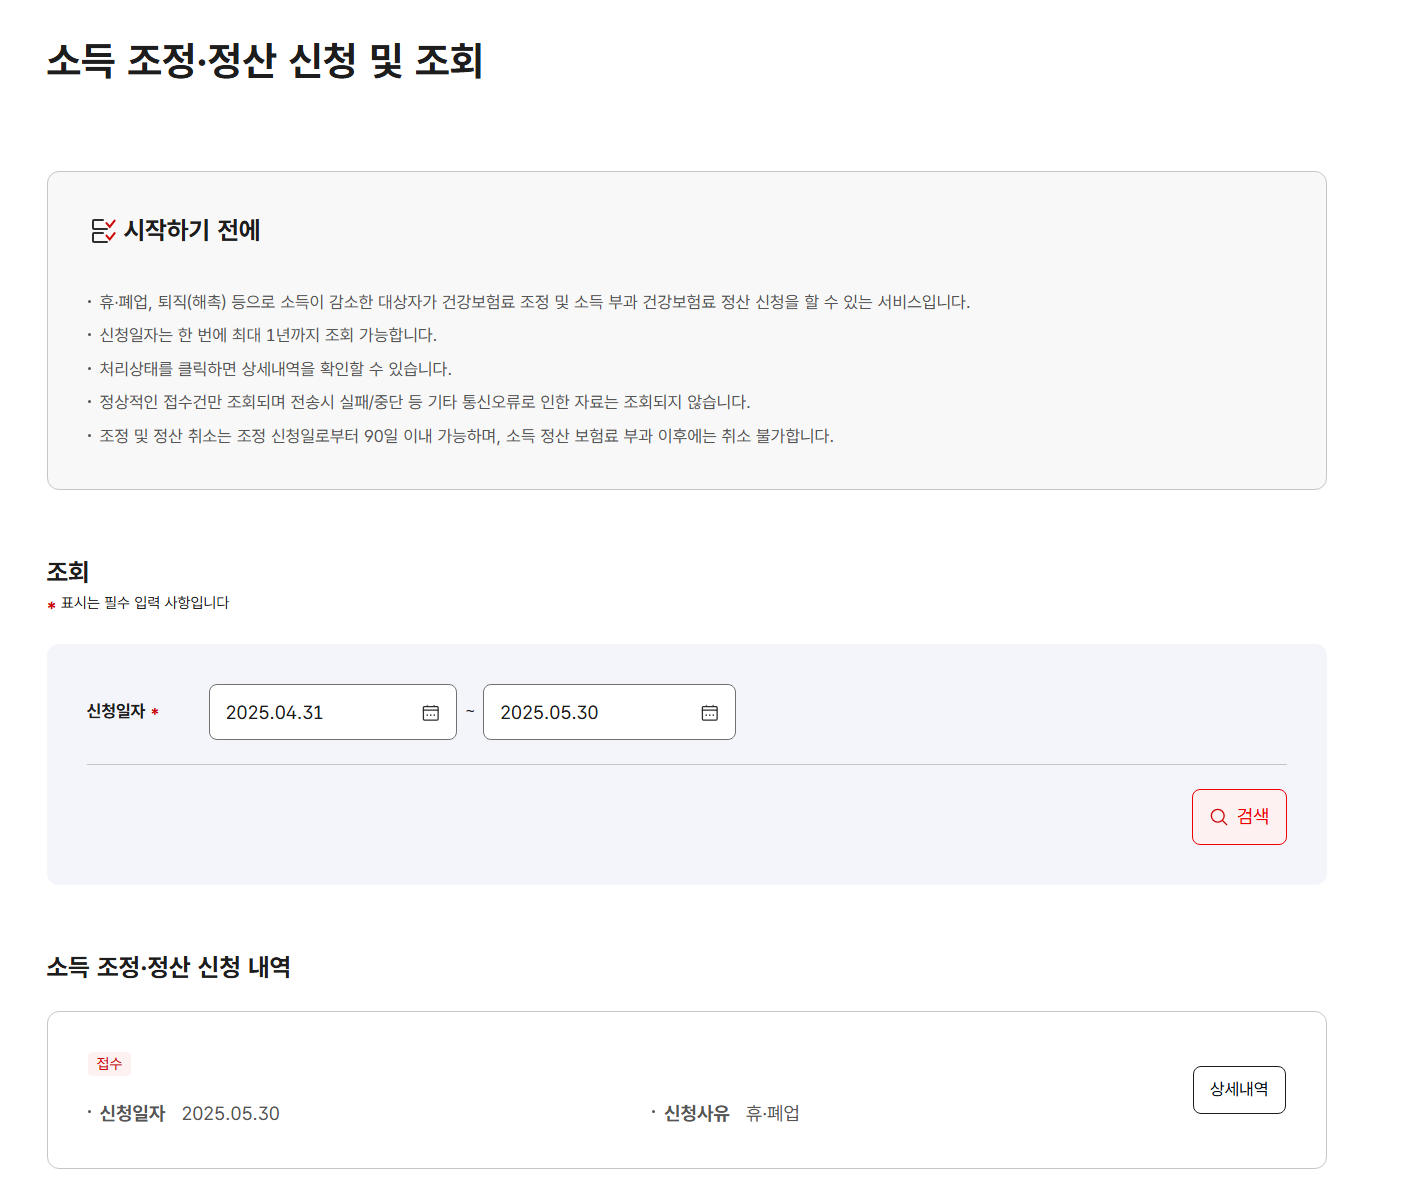 소득 조정·정산 신청 및 조회
시작하기 전에
· 휴·폐업, 퇴직(해촉) 등으로 소득이 감소한 대상자가 건강보험료 조정 및 소득 부과 건강보험료 정산 신청을 할 수 있는 서비스입니다.
· 신청일자는 한 번에 최대 1년까지 조회 가능합니다.
· 처리상태를 클릭하면 상세내역을 확인할 수 있습니다.
· 정상적인 접수건만 조회되며 전송시 실패/중단 등 기타 통신오류로 인한 자료는 조회되지 않습니다.
· 조정 및 정산 취소는 조정 신청일로부터 90일 이내 가능하며, 소득 정산 보험료 부과 이후에는 취소 불가합니다.
조회
* 표시는 필수 입력 사항입니다
신청일자 * 2025.04.31 ~ 2025.05.30
검색
소득 조정·정산 신청 내역
접수
· 신청일자 2025.05.30 · 신청사유 휴·폐업
상세내역